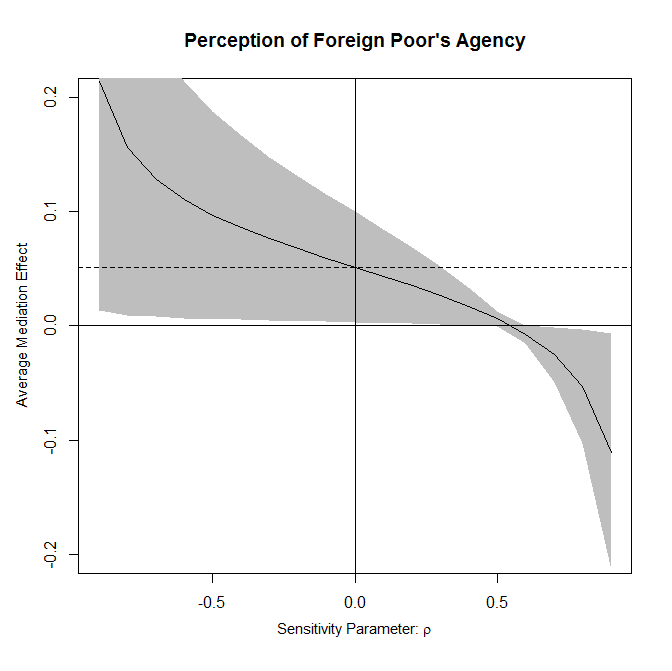 Perception of Foreign Poor's Agency
0.2
0.1
0.0
-0.1
-0.2
Average Mediation Effect
-0.5 0.0 0.5
Sensitivity Parameter: ρ